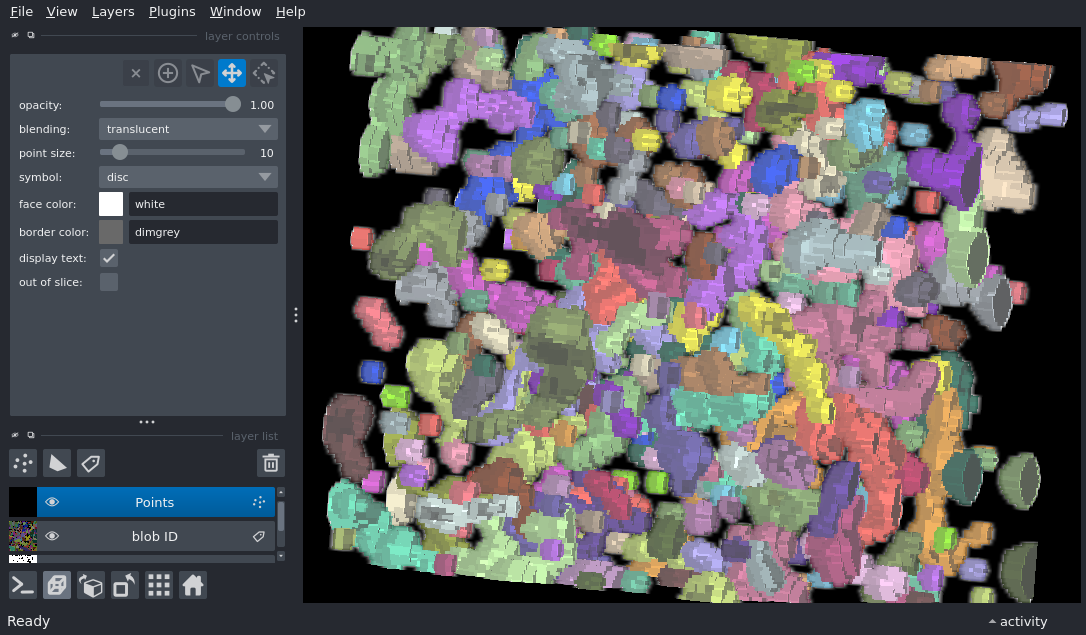 File View Layers Plugins Window Help
layer controls
opacity: 1.00
blending: translucent
point size: 10
symbol: disc
face color: white
border color: dimgrey
display text:
out of slice:
layer list
Points
blob ID
Ready
activity